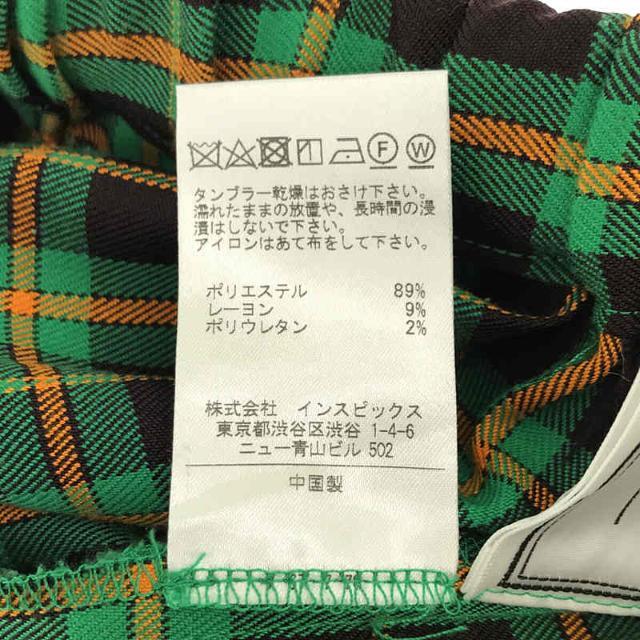 F W
タンブラー乾燥はおさけ下さい。
濡れたままの放置や、長時間の浸
漬はしないで下さい。
アイロンはあて布をして下さい。
ポリエステル 89%
レーヨン 9%
ポリウレタン 2%
株式会社 インスピックス
東京都渋谷区渋谷 1-4-6
ニュー青山ビル 502
中国製